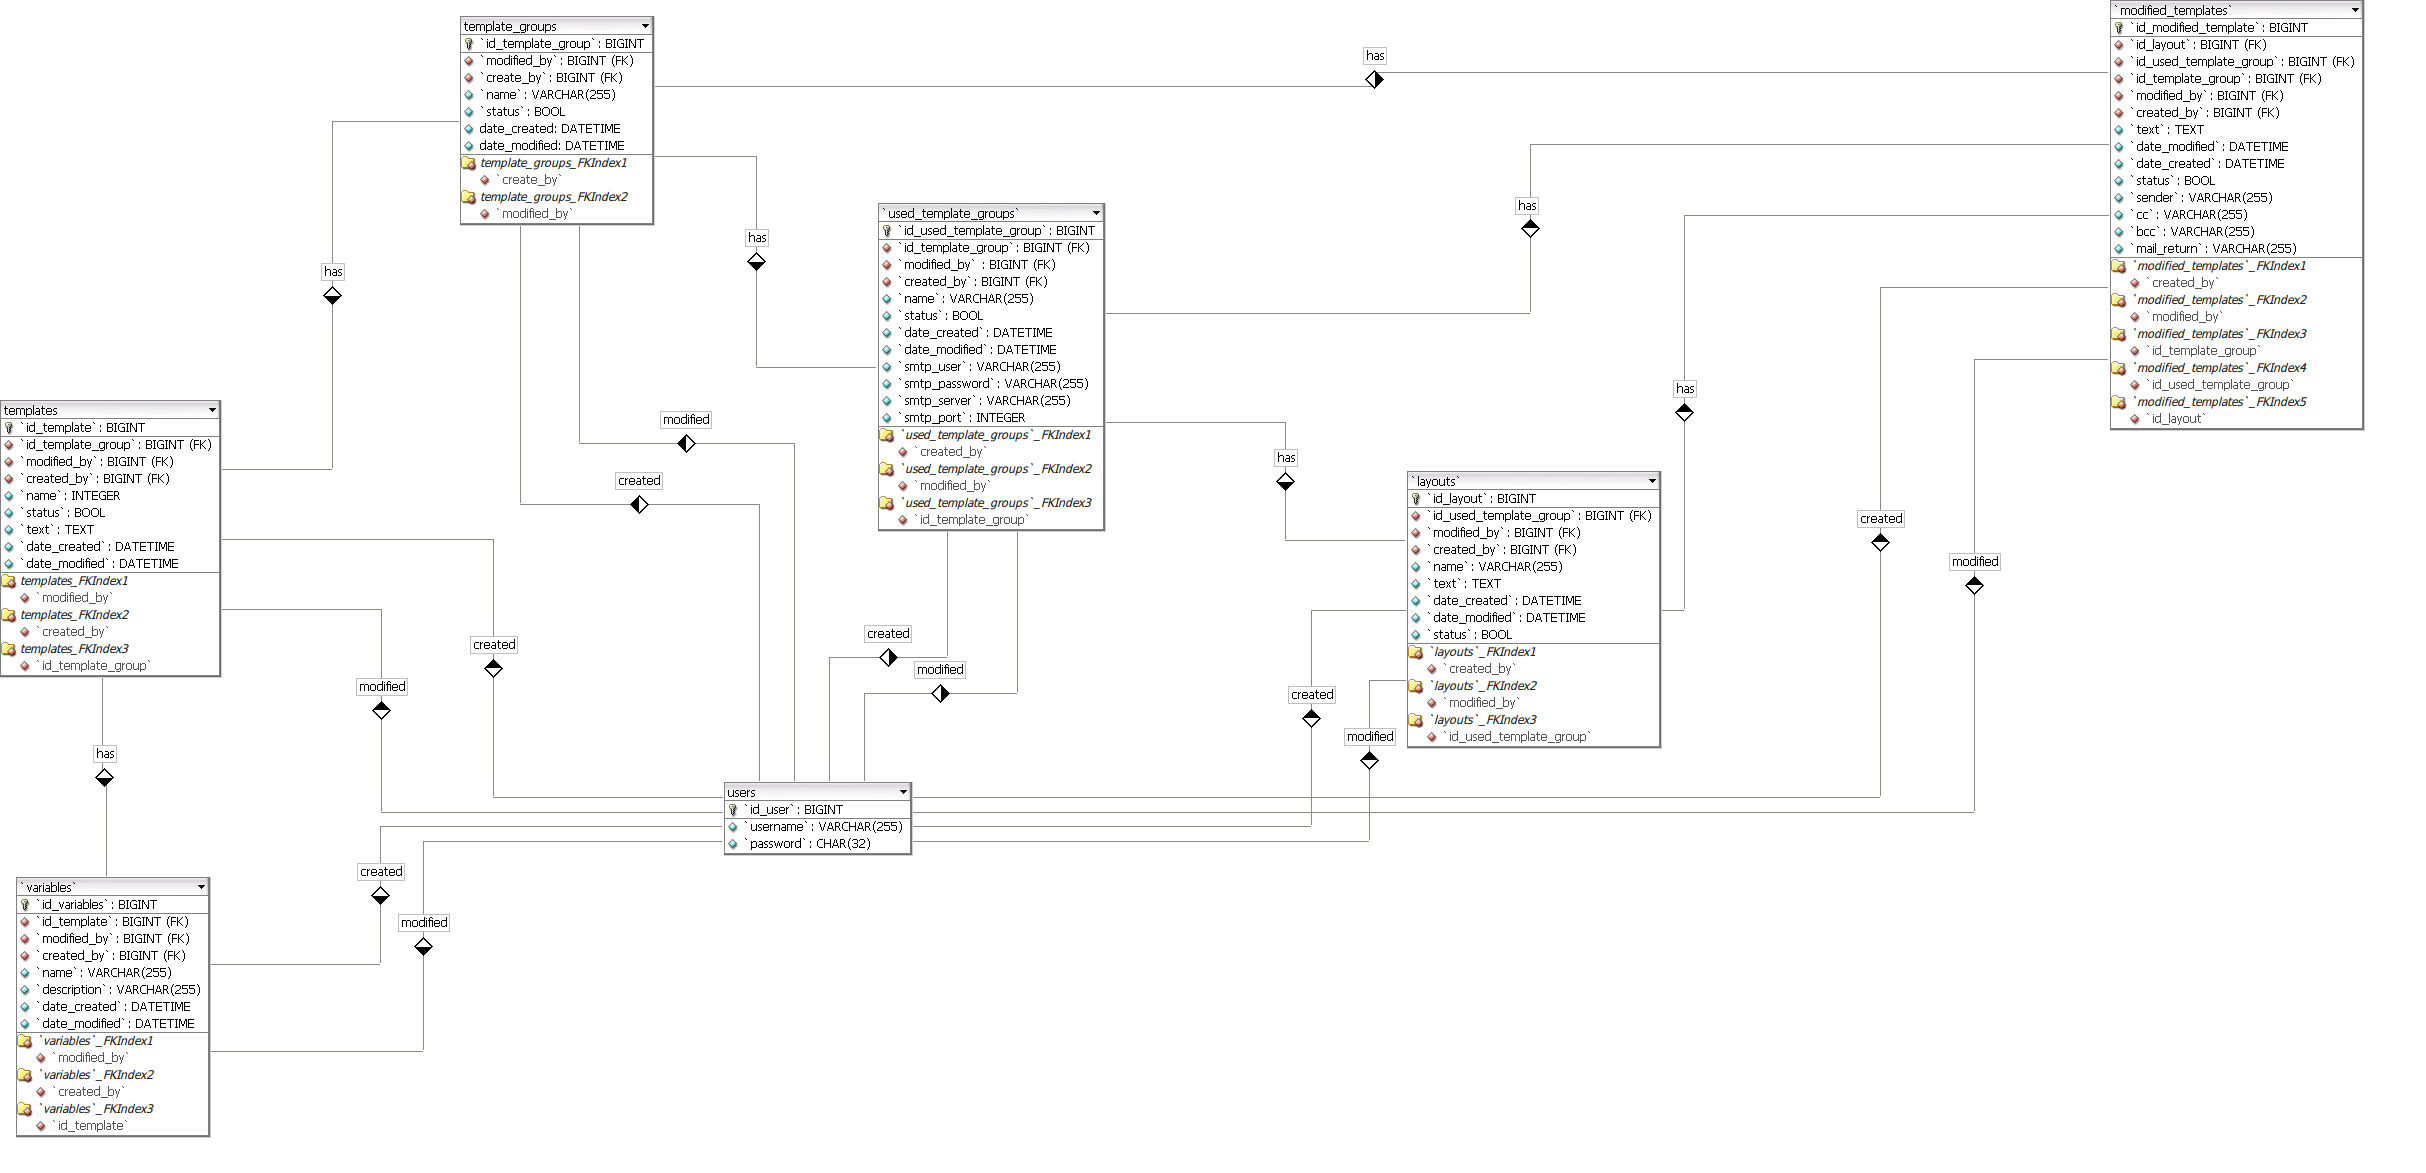 template_groups
`id_template_group`: BIGINT
`modified_by`: BIGINT (FK)
`create_by`: BIGINT (FK)
`name`: VARCHAR(255)
`status`: BOOL
date_created: DATETIME
date_modified: DATETIME
template_groups_FKIndex1
`create_by`
template_groups_FKIndex2
`modified_by`
has
has
has
has
has
has
has
modified
created
`modified_templates`
`id_modified_template`: BIGINT
`id_layout`: BIGINT (FK)
`id_used_template_group`: BIGINT (FK)
`id_template_group`: BIGINT (FK)
`modified_by`: BIGINT (FK)
`created_by`: BIGINT (FK)
`text`: TEXT
`date_modified`: DATETIME
`date_created`: DATETIME
`status`: BOOL
`sender`: VARCHAR(255)
`cc`: VARCHAR(255)
`bcc`: VARCHAR(255)
`mail_return`: VARCHAR(255)
`modified_templates`_FKIndex1
`created_by`
`modified_templates`_FKIndex2
`modified_by`
`modified_templates`_FKIndex3
`id_template_group`
`modified_templates`_FKIndex4
`id_used_template_group`
`modified_templates`_FKIndex5
`id_layout`
`used_template_groups`
`id_used_template_group`: BIGINT
`id_template_group`: BIGINT (FK)
`modified_by` : BIGINT (FK)
`created_by`: BIGINT (FK)
`name`: VARCHAR(255)
`status`: BOOL
`date_created`: DATETIME
`date_modified`: DATETIME
`smtp_user`: VARCHAR(255)
`smtp_password`: VARCHAR(255)
`smtp_server`: VARCHAR(255)
`smtp_port`: INTEGER
`used_template_groups`_FKIndex1
`created_by`
`used_template_groups`_FKIndex2
`modified_by`
`used_template_groups`_FKIndex3
`id_template_group`
templates
`id_template`: BIGINT
`id_template_group`: BIGINT (FK)
`modified_by`: BIGINT (FK)
`created_by`: BIGINT (FK)
`name`: INTEGER
`status`: BOOL
`text`: TEXT
`date_created`: DATETIME
`date_modified`: DATETIME
templates_FKIndex1
`modified_by`
templates_FKIndex2
`created_by`
templates_FKIndex3
`id_template_group`
`layouts`
`id_layout`: BIGINT
`id_used_template_group`: BIGINT (FK)
`modified_by`: BIGINT (FK)
`created_by`: BIGINT (FK)
`name`: VARCHAR(255)
`text`: TEXT
`date_created`: DATETIME
`date_modified`: DATETIME
`status`: BOOL
`layouts`_FKIndex1
`created_by`
`layouts`_FKIndex2
`modified_by`
`layouts`_FKIndex3
`id_used_template_group`
created
modified
created
modified
created
modified
created
modified
users
`id_user`: BIGINT
`username`: VARCHAR(255)
`password`: CHAR(32)
created
modified
`variables`
`id_variables`: BIGINT
`id_template`: BIGINT (FK)
`modified_by`: BIGINT (FK)
`created_by`: BIGINT (FK)
`name`: VARCHAR(255)
`description`: VARCHAR(255)
`date_created`: DATETIME
`date_modified`: DATETIME
`variables`_FKIndex1
`modified_by`
`variables`_FKIndex2
`created_by`
`variables`_FKIndex3
`id_template`